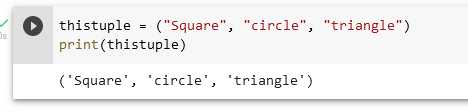 thistuple = ("Square", "circle", "triangle")
print(thistuple)
('Square', 'circle', 'triangle')